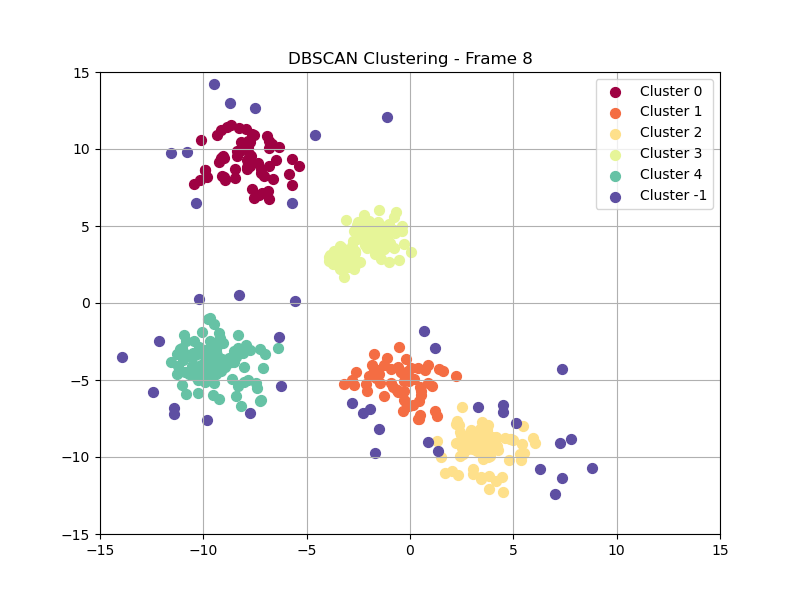 DBSCAN Clustering - Frame 8
15
10
5
0
−5
−10
−15
−15
−10
−5
0
5
10
15
Cluster 0
Cluster 1
Cluster 2
Cluster 3
Cluster 4
Cluster -1